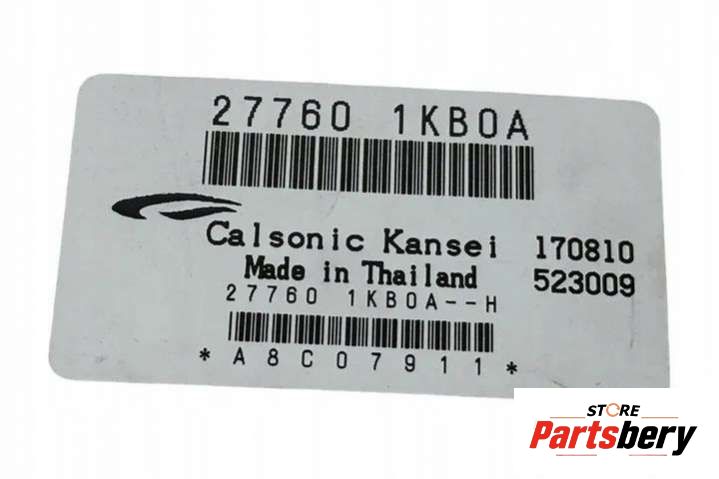 27760 1KB0A
Calsonic Kansei 170810
Made in Thailand 523009
27760 1KB0A--H
*A8C07911*
STORE
Partsbery